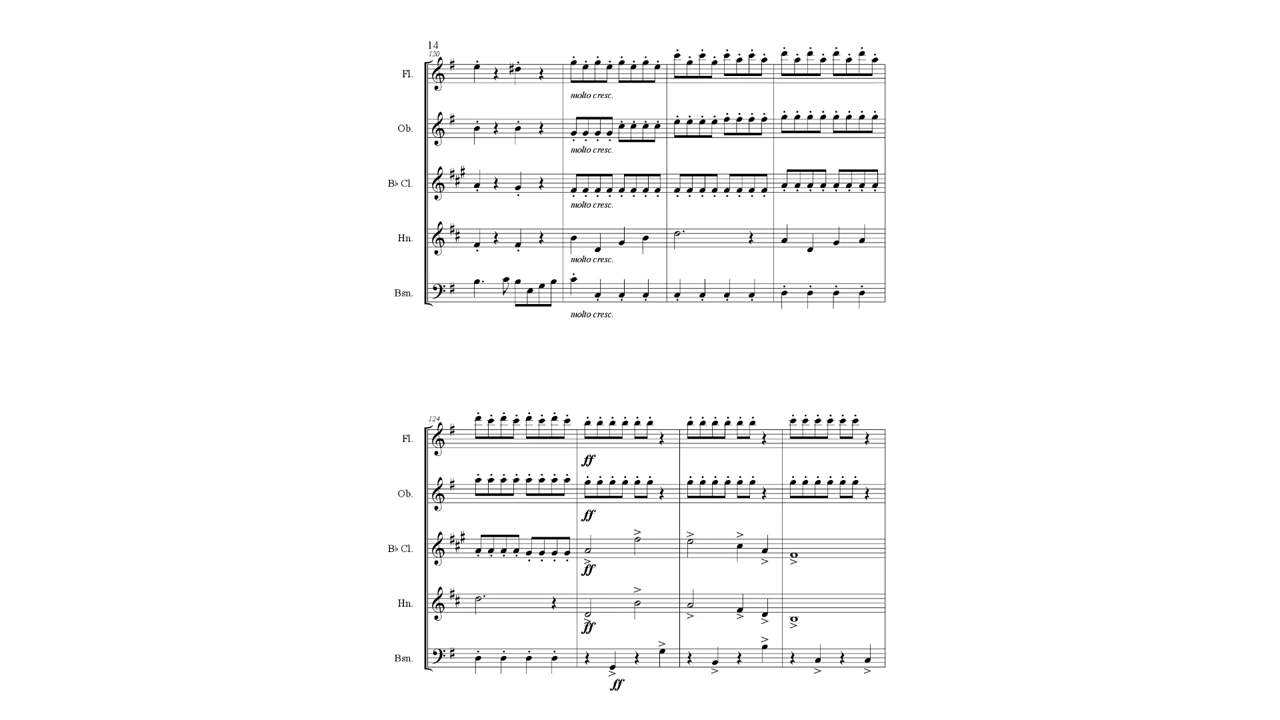 14
120
Fl.
molto cresc.
Ob.
molto cresc.
B♭ Cl.
molto cresc.
Hn.
molto cresc.
Bsn.
molto cresc.
124
Fl.
ff
Ob.
ff
B♭ Cl.
ff
Hn.
ff
Bsn.
ff